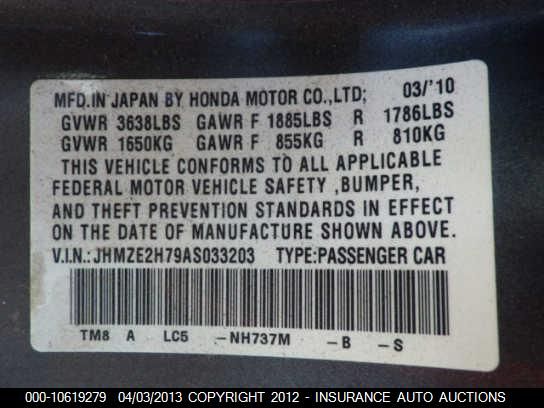 MFD.IN JAPAN BY HONDA MOTOR CO.,LTD; 03/'10
GVWR 3638LBS GAWR F 1885LBS R 1786LBS
GVWR 1650KG GAWR F 855KG R 810KG
THIS VEHICLE CONFORMS TO ALL APPLICABLE
FEDERAL MOTOR VEHICLE SAFETY ,BUMPER,
AND THEFT PREVENTION STANDARDS IN EFFECT
ON THE DATE OF MANUFACTURE SHOWN ABOVE.
V.I.N.:JHMZE2H79AS033203 TYPE:PASSENGER CAR
TM8 A LC5 -NH737M -B -S
000-10619279 04/03/2013 COPYRIGHT 2012 - INSURANCE AUTO AUCTIONS